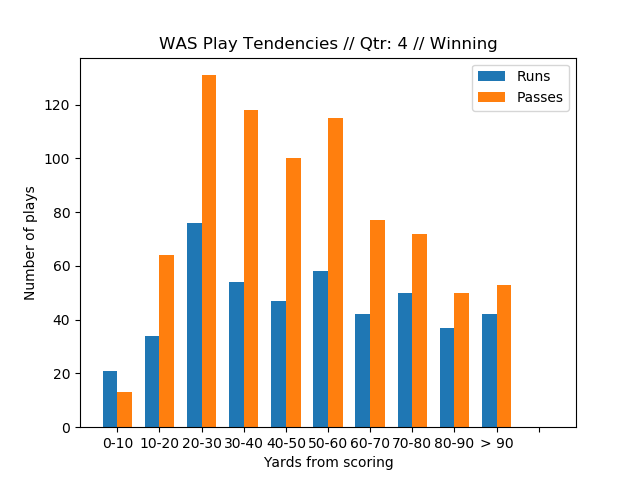 WAS Play Tendencies // Qtr: 4 // Winning
Runs
Passes
Number of plays
120
100
80
60
40
20
0
0-10 10-20 20-30 30-40 40-50 50-60 60-70 70-80 80-90 > 90
Yards from scoring